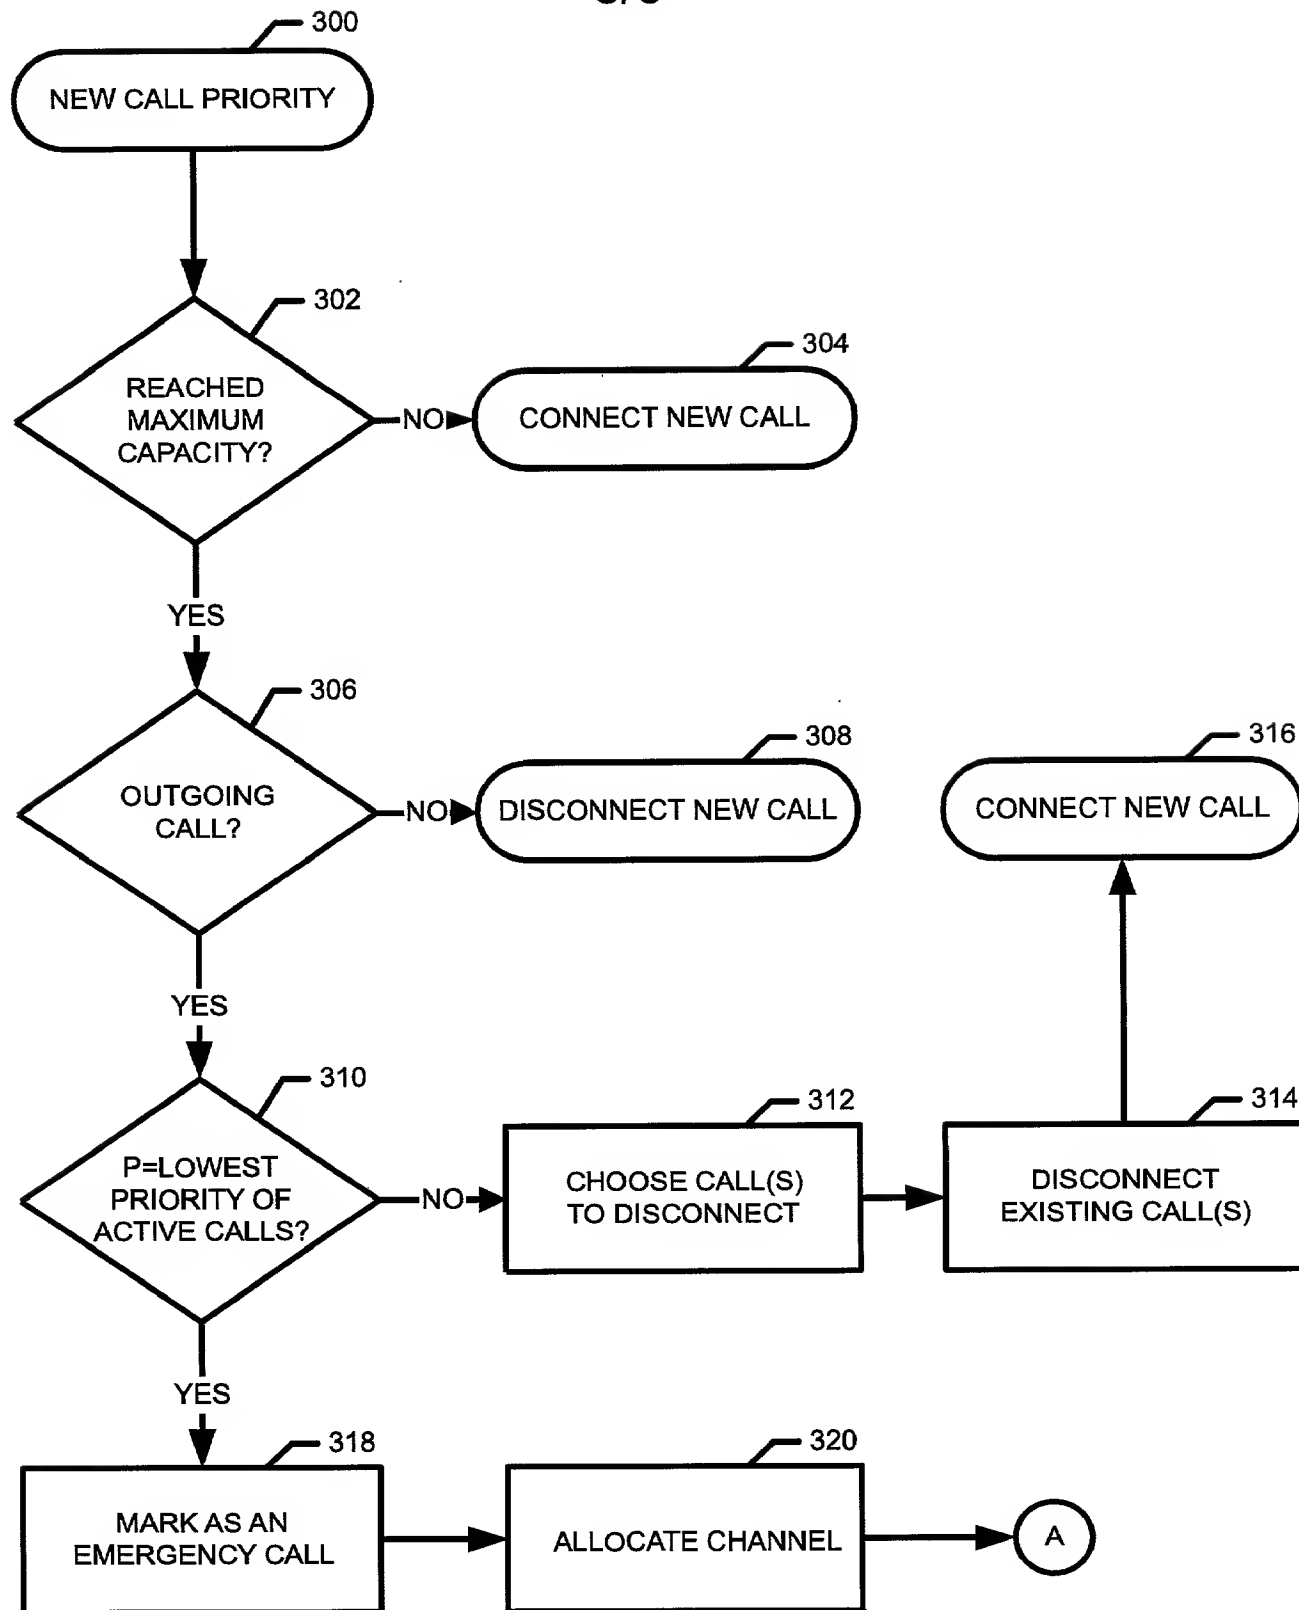 300
NEW CALL PRIORITY
302
REACHED
MAXIMUM
CAPACITY?
NO
304
CONNECT NEW CALL
YES
306
OUTGOING
CALL?
NO
308
DISCONNECT NEW CALL
316
CONNECT NEW CALL
YES
310
P=LOWEST
PRIORITY OF
ACTIVE CALLS?
NO
312
CHOOSE CALL(S)
TO DISCONNECT
314
DISCONNECT
EXISTING CALL(S)
YES
318
MARK AS AN
EMERGENCY CALL
320
ALLOCATE CHANNEL
A